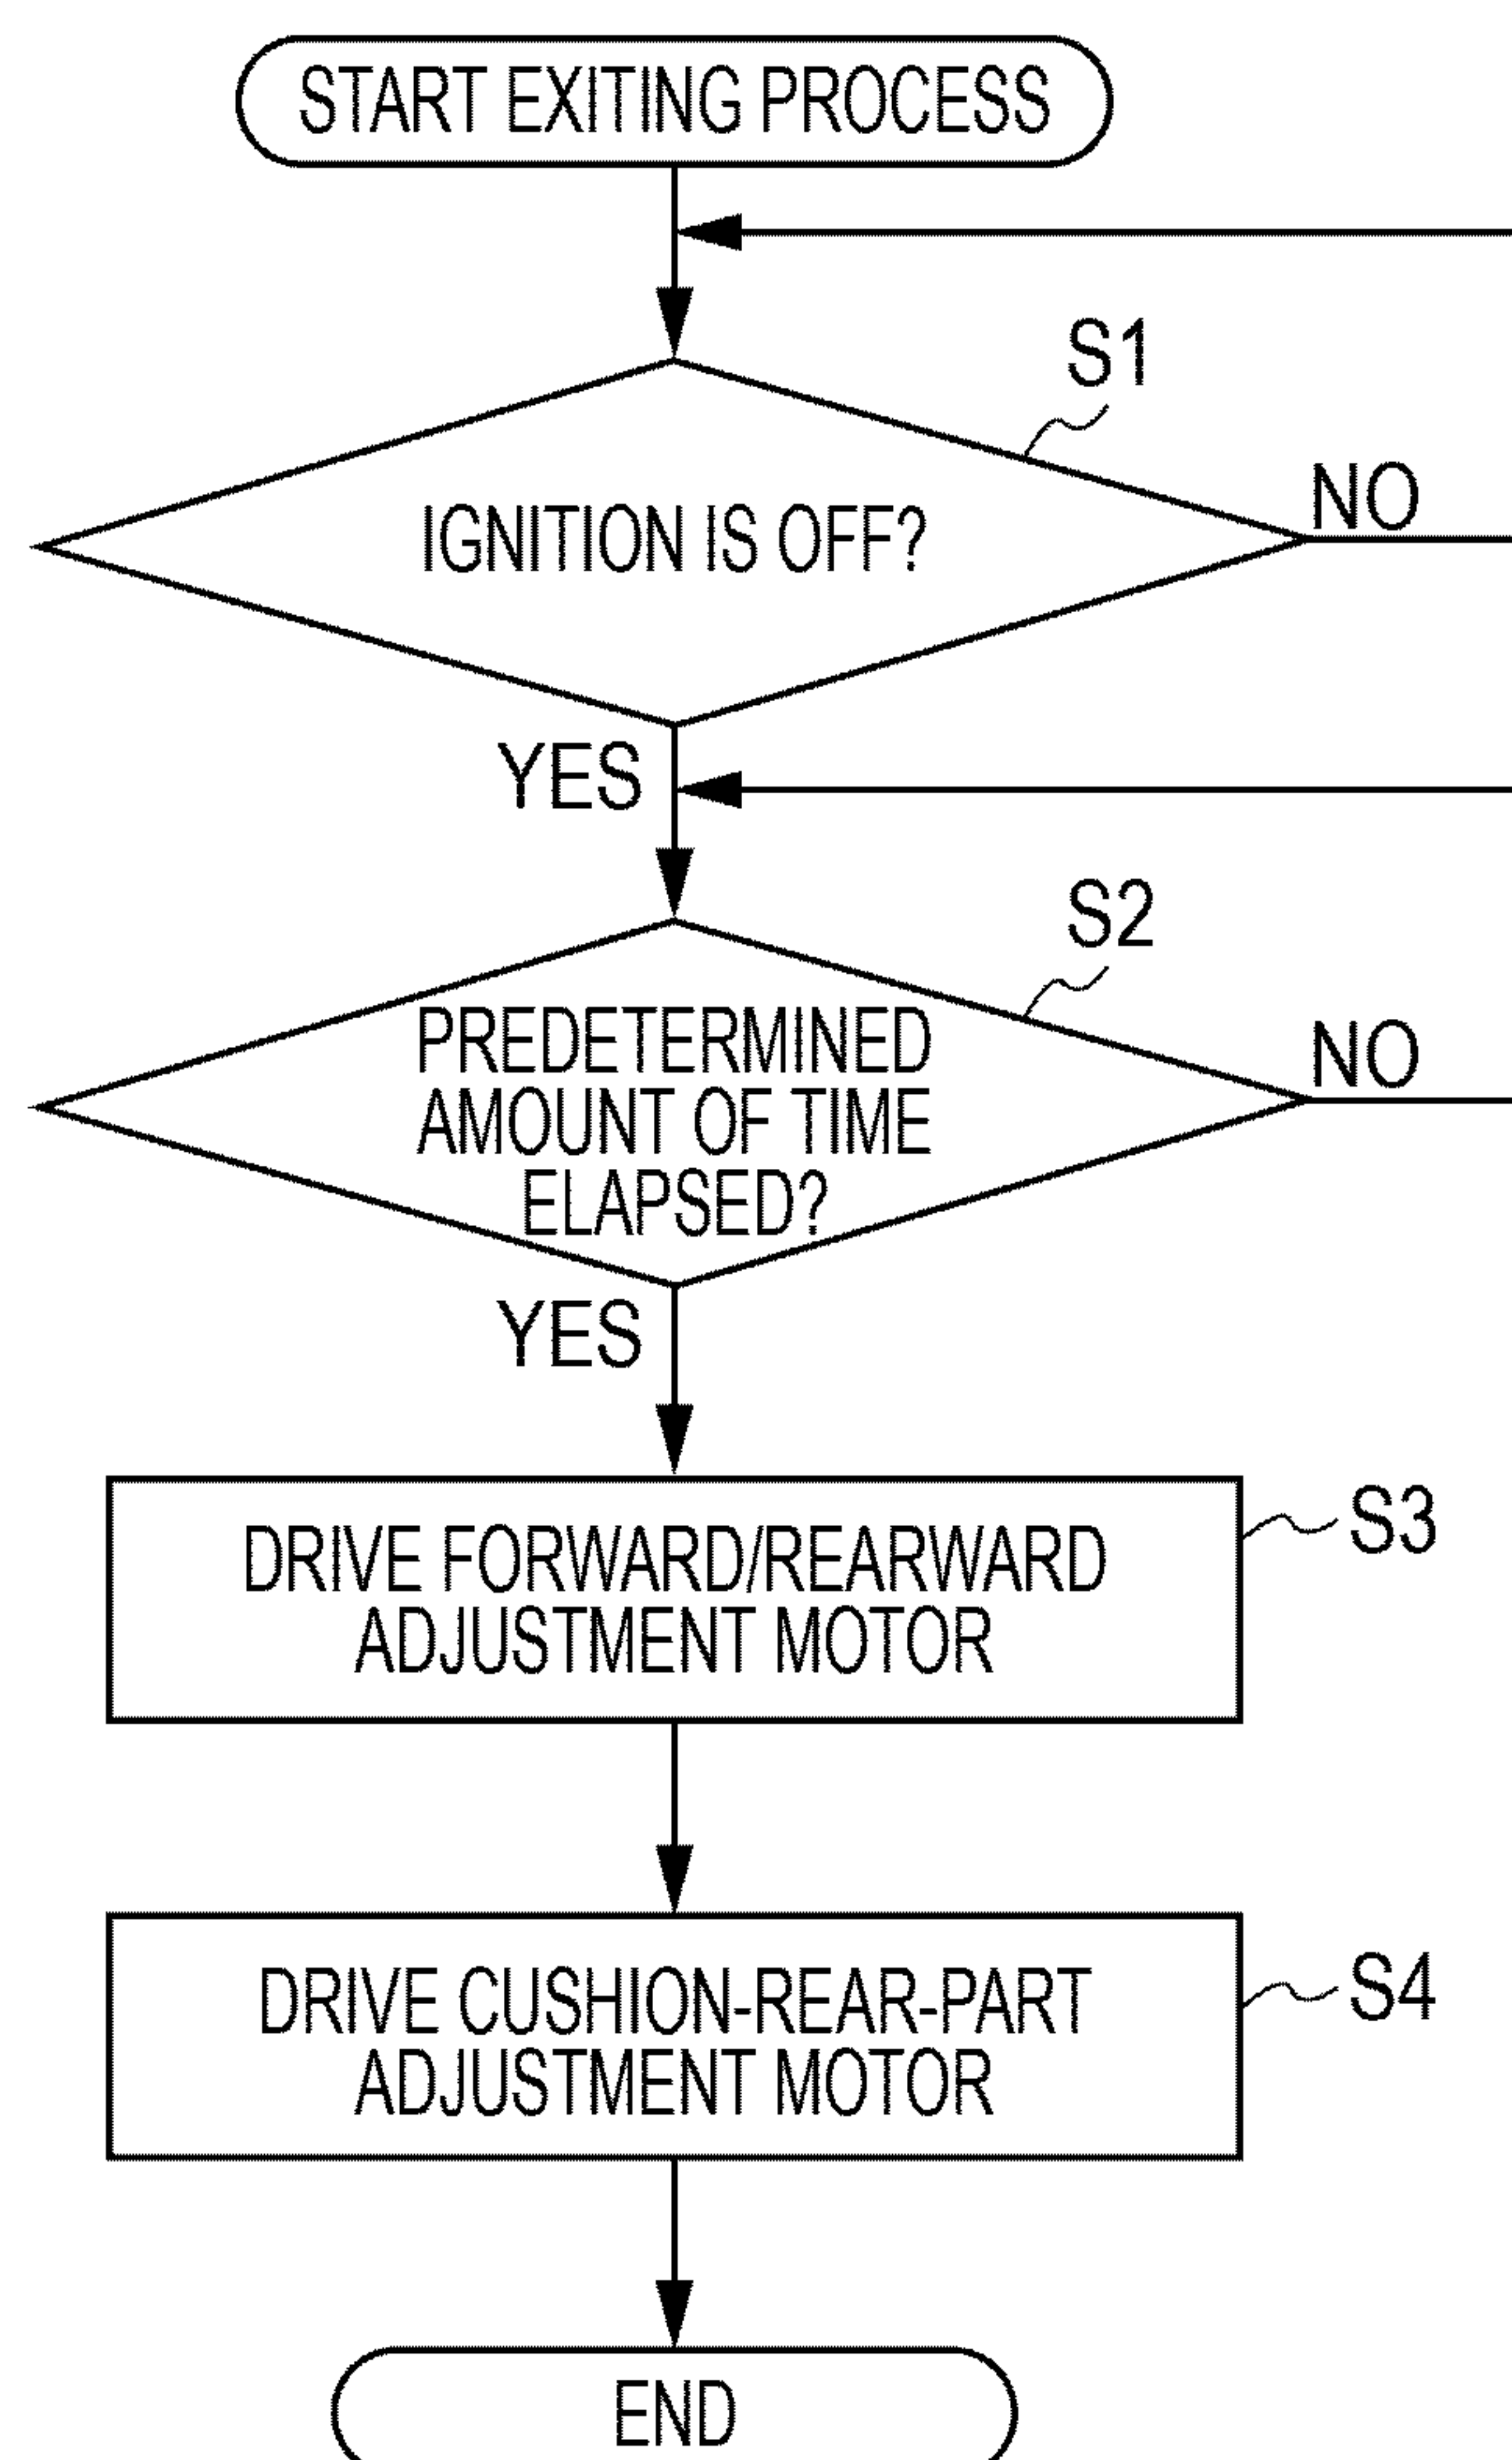 START EXITING PROCESS
S1
IGNITION IS OFF?
NO
YES
S2
PREDETERMINED
AMOUNT OF TIME
ELAPSED?
NO
YES
DRIVE FORWARD/REARWARD
ADJUSTMENT MOTOR
S3
DRIVE CUSHION-REAR-PART
ADJUSTMENT MOTOR
S4
END